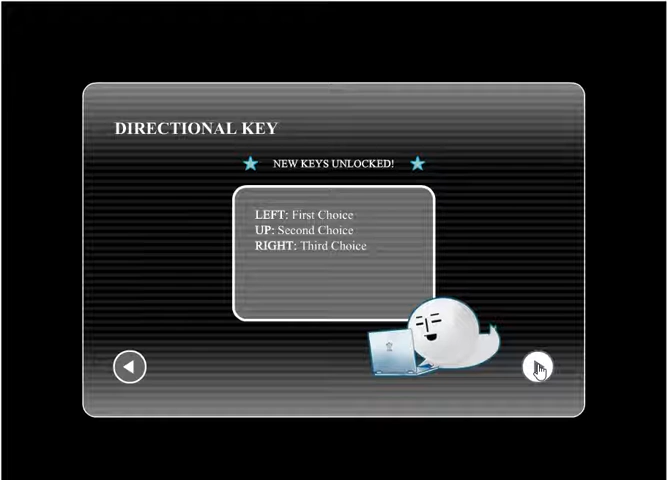 DIRECTIONAL KEY
NEW KEYS UNLOCKED!
LEFT: First Choice
UP: Second Choice
RIGHT: Third Choice